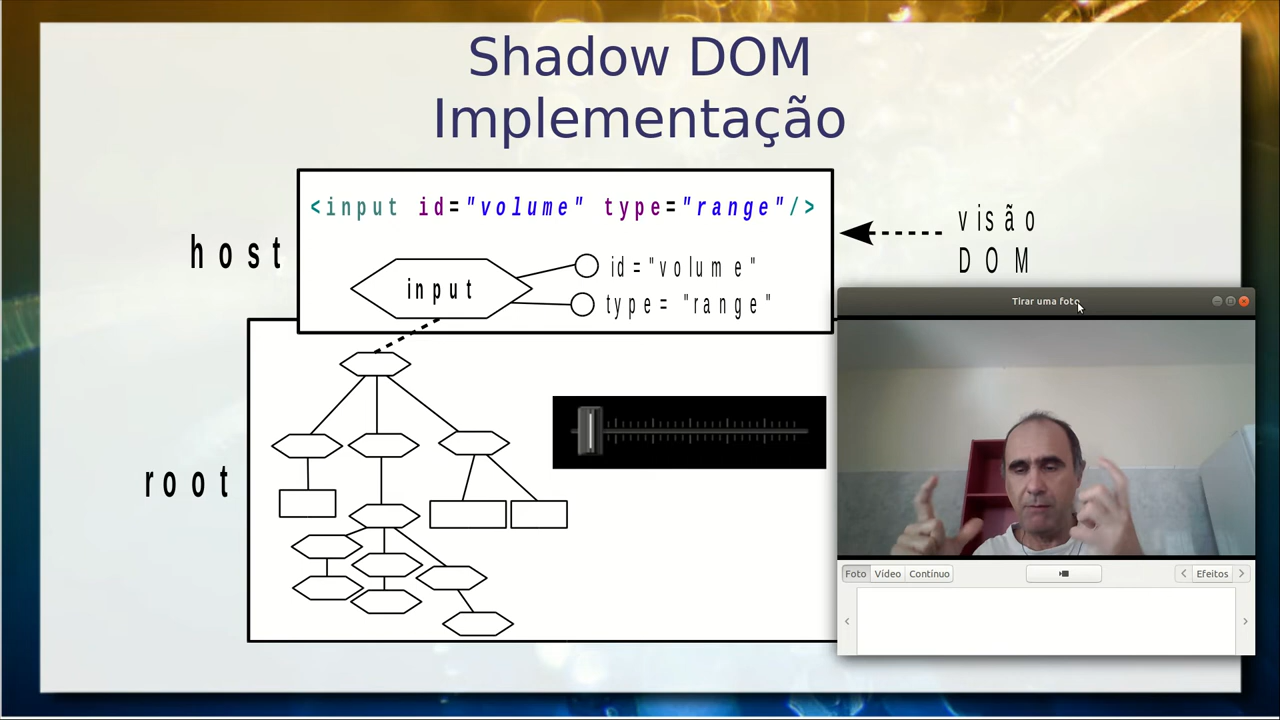 Shadow DOM
Implementação
<input id="volume" type="range"/>
host
input
id="volume"
type= "range"
visão
DOM
root
Tirar uma foto
Foto
Vídeo
Contínuo
Efeitos